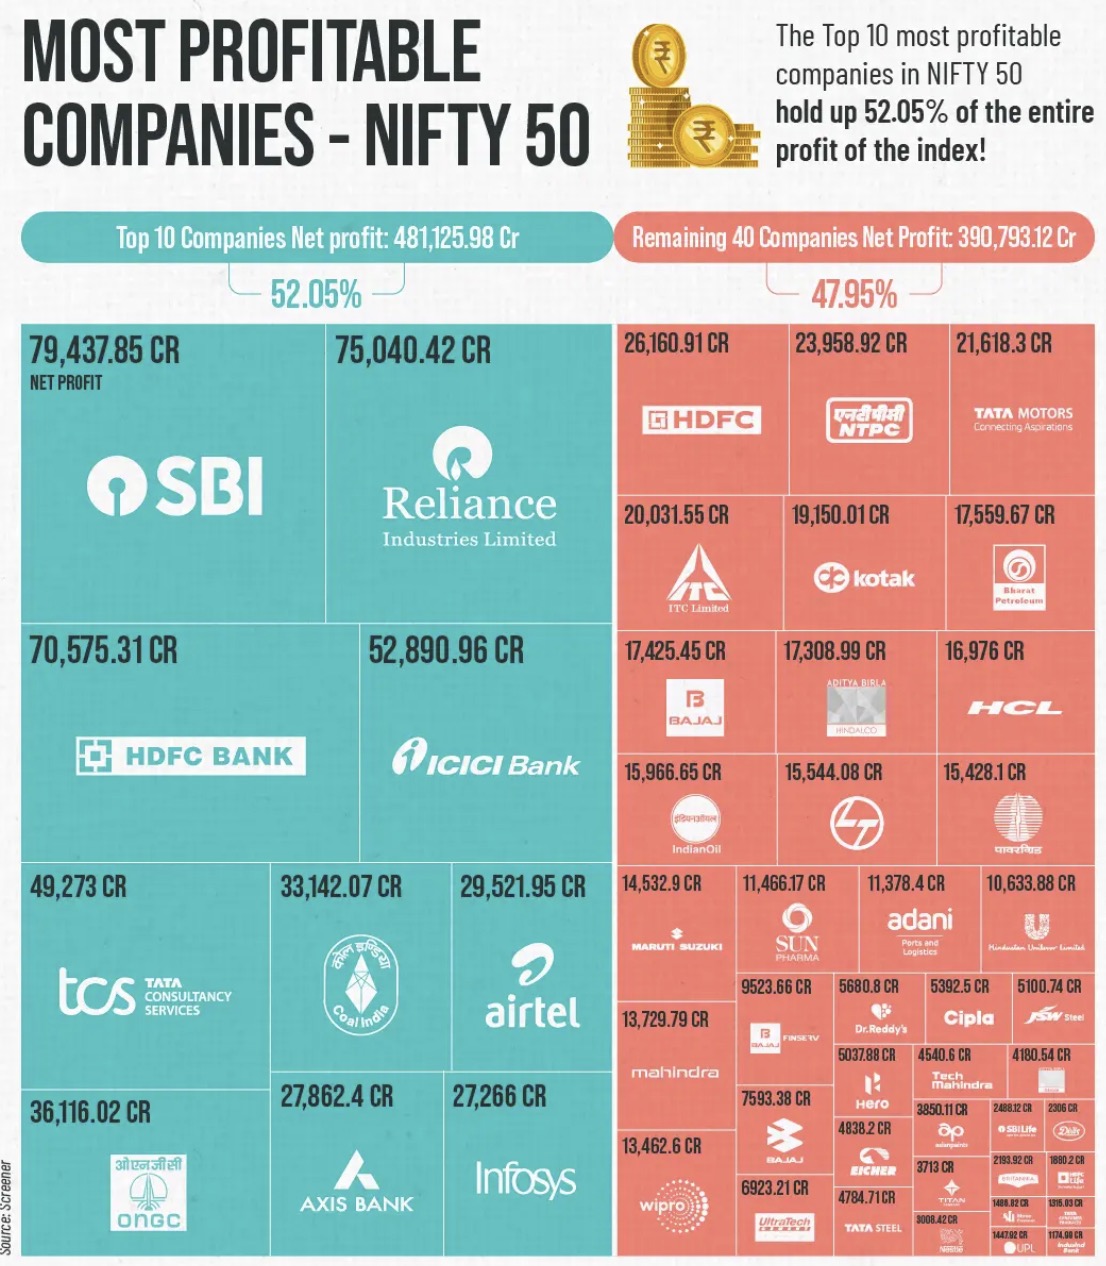 MOST PROFITABLE
COMPANIES - NIFTY 50
The Top 10 most profitable
companies in NIFTY 50
hold up 52.05% of the entire
profit of the index!
Top 10 Companies Net profit: 481,125.98 Cr
52.05%
Remaining 40 Companies Net Profit: 390,793.12 Cr
47.95%
79,437.85 CR
NET PROFIT
SBI
75,040.42 CR
Reliance
Industries Limited
70,575.31 CR
HDFC BANK
52,890.96 CR
ICICI Bank
49,273 CR
tcs TATA
CONSULTANCY
SERVICES
33,142.07 CR
कोल इण्डिया
Coal India
29,521.95 CR
airtel
36,116.02 CR
ओएनजीसी
ONGC
27,862.4 CR
AXIS BANK
27,266 CR
Infosys
26,160.91 CR
HDFC
23,958.92 CR
एनटीपीसी
NTPC
21,618.3 CR
TATA MOTORS
Connecting Aspirations
20,031.55 CR
ITC
ITC Limited
19,150.01 CR
kotak
17,559.67 CR
Bharat
Petroleum
17,425.45 CR
B
BAJAJ
17,308.99 CR
ADITYA BIRLA
HINDALCO
16,976 CR
HCL
15,966.65 CR
इंडियनऑयल
IndianOil
15,544.08 CR
LT
15,428.1 CR
पावरग्रिड
14,532.9 CR
S
MARUTI SUZUKI
11,466.17 CR
SUN
PHARMA
11,378.4 CR
adani
Ports and
Logistics
10,633.88 CR
Hindustan Unilever Limited
13,729.79 CR
mahindra
9523.66 CR
B
BAJAJ FINSERV
5680.8 CR
Dr.Reddy's
5392.5 CR
Cipla
5100.74 CR
JSW Steel
5037.88 CR
Hero
4540.6 CR
Tech
Mahindra
4180.54 CR
13,462.6 CR
wipro
7593.38 CR
BAJAJ
4838.2 CR
EICHER
3850.11 CR
ap
asianpaints
2488.12 CR
SBI Life
2306 CR
Divi's
6923.21 CR
UltraTech
CEMENT
4784.71 CR
TATA STEEL
3713 CR
TITAN
2193.92 CR
BRITANNIA
1880.2 CR
HDFC
Life
3008.42 CR
Nestlé
1315.03 CR
TATA
CONSUMER
PRODUCTS
1447.92 CR
UPL
1174.98 CR
IndusInd
Bank
Source: Screener